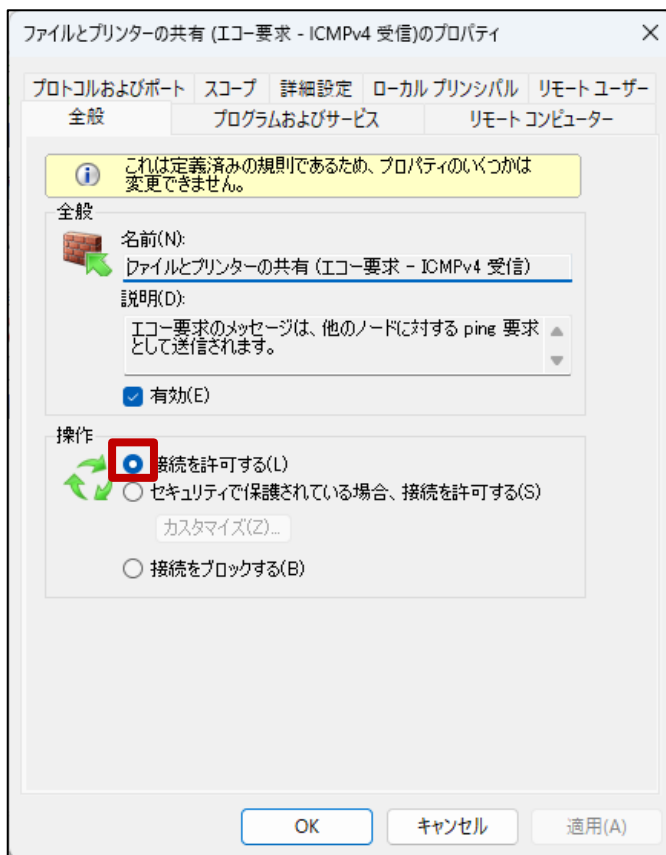 ファイルとプリンターの共有 (エコー要求 - ICMPv4 受信)のプロパティ
プロトコルおよびポート スコープ 詳細設定 ローカル プリンシパル リモート ユーザー
全般 プログラムおよびサービス リモート コンピューター
これは定義済みの規則であるため、プロパティのいくつかは
変更できません。
全般
名前(N):
ファイルとプリンターの共有 (エコー要求 - ICMPv4 受信)
説明(D):
エコー要求のメッセージは、他のノードに対する ping 要求
として送信されます。
有効(E)
操作
接続を許可する(L)
セキュリティで保護されている場合、接続を許可する(S)
カスタマイズ(Z)...
接続をブロックする(B)
OK キャンセル 適用(A)